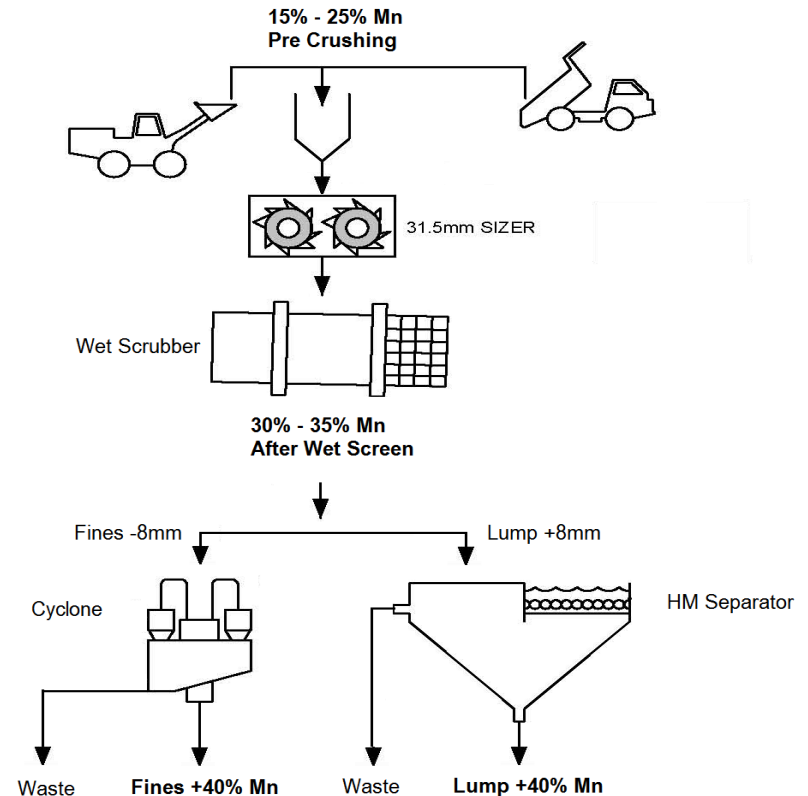 15% - 25% Mn
Pre Crushing
31.5mm SIZER
Wet Scrubber
30% - 35% Mn
After Wet Screen
Fines -8mm
Lump +8mm
Cyclone
HM Separator
Waste
Fines +40% Mn
Waste
Lump +40% Mn